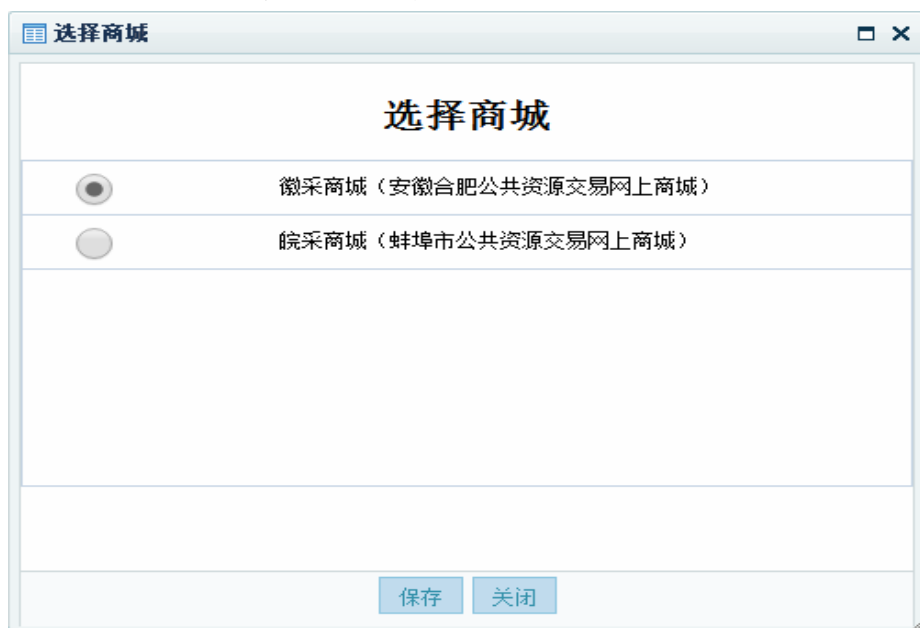 选择商城
选择商城
徽采商城（安徽合肥公共资源交易网上商城）
皖采商城（蚌埠市公共资源交易网上商城）
保存 关闭